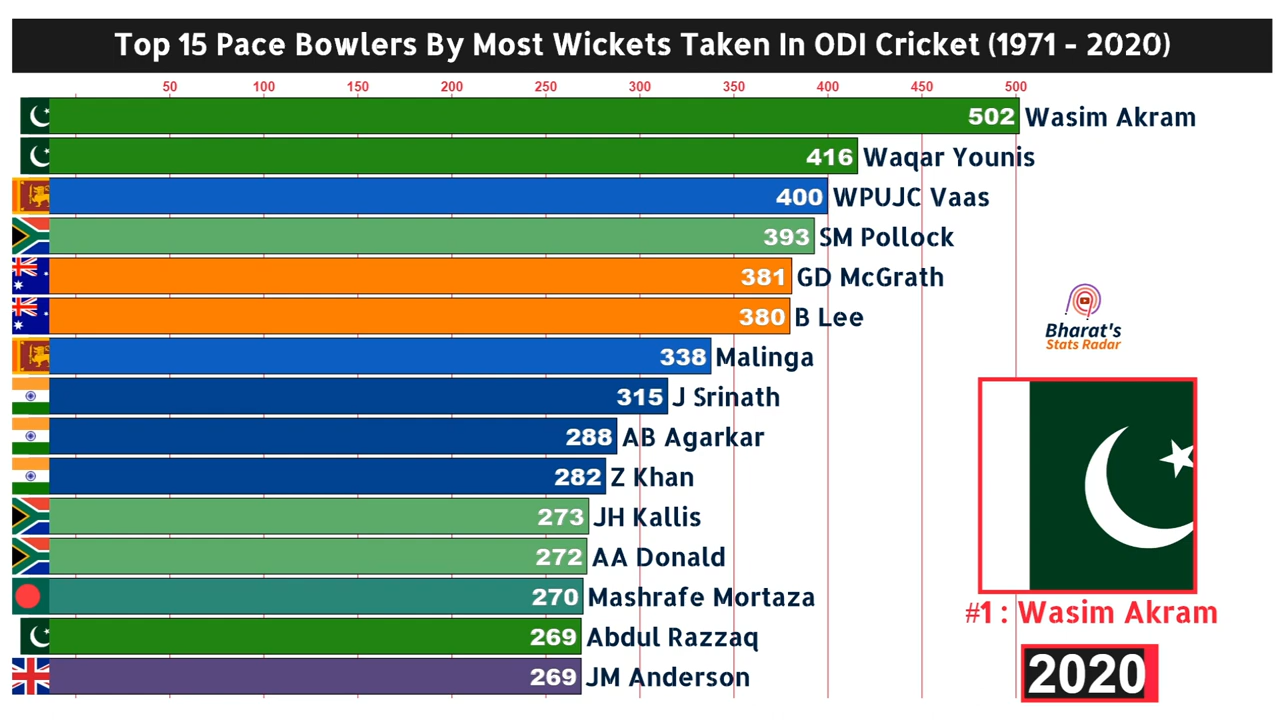 Top 15 Pace Bowlers By Most Wickets Taken In ODI Cricket (1971 - 2020)
50 100 150 200 250 300 350 400 450 500
502 Wasim Akram
416 Waqar Younis
400 WPUJC Vaas
393 SM Pollock
381 GD McGrath
380 B Lee
338 Malinga
315 J Srinath
288 AB Agarkar
282 Z Khan
273 JH Kallis
272 AA Donald
270 Mashrafe Mortaza
269 Abdul Razzaq
269 JM Anderson
Bharat's
Stats Radar
#1 : Wasim Akram
2020